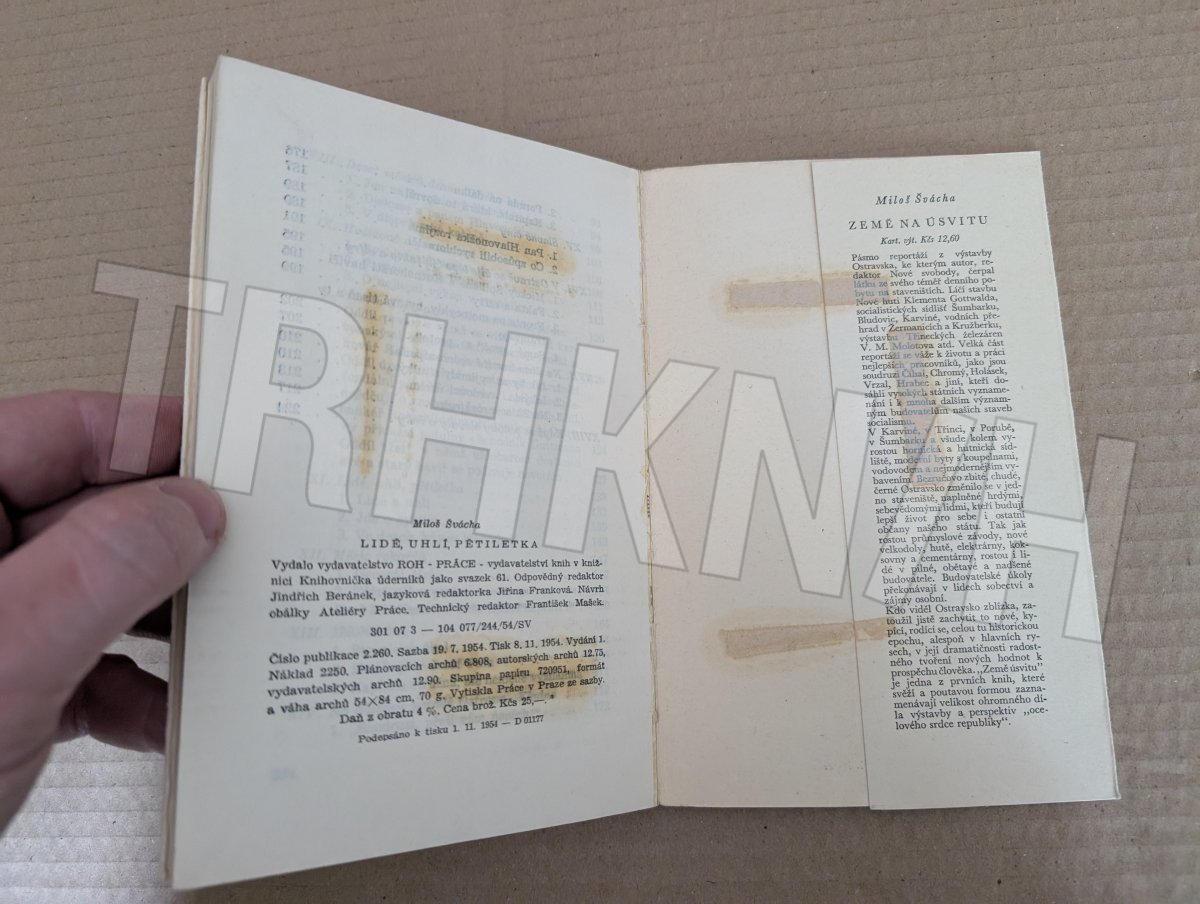 Miloš Švácha
LIDÉ, UHLÍ, PĚTILETKA
Vydalo vydavatelství ROH - PRÁCE - vydavatelství knih v kniž-
nici Knihovnička úderníků jako svazek 61. Odpovědný redaktor
Jindřich Beránek, jazyková redaktorka Jiřina Franková. Návrh
obálky Ateliéry Práce. Technický redaktor František Mašek.
301 07 3 — 104 077/244/54/SV
Číslo publikace 2.260. Sazba 19. 7. 1954. Tisk 8. 11. 1954. Vydání 1.
Náklad 2250. Plánovacích archů 6.808, autorských archů 12.75,
vydavatelských archů 12.90. Skupina papíru 720951, formát
a váha archů 54×84 cm, 70 g. Vytiskla Práce v Praze ze sazby.
Daň z obratu 4 %. Cena brož. Kčs 25,—.
Podepsáno k tisku 1. 11. 1954 — D 01177
Miloš Švácha
ZEMĚ NA ÚSVITU
Kart. výt. Kčs 12,60
Pásmo reportáží z výstavby
Ostravska, ke kterým autor, re-
daktor Nové svobody, čerpal
látku ze svého téměř denního po-
bytu na staveništích. Líčí stavbu
Nové huti Klementa Gottwalda,
socialistických sídlišť Šumbarku,
Bludovic, Karviné, vodních pře-
hrad v Žermanicích a Kružberku,
výstavbu Třineckých železáren
V. M. Molotova atd. Velká část
reportáží se váže k životu a práci
nejlepších pracovníků, jako jsou
soudruzi Číhal, Chromý, Holásek,
Vrzal, Hrabec a jiní, kteří do-
sáhli vysokých státních vyzname-
nání i k mnoha dalším význam-
ným budovatelům našich staveb
socialismu.
V Karviné, v Třinci, v Porubě,
v Šumbarku a všude kolem vy-
rostou hornická a hutnická síd-
liště, moderní byty s koupelnami,
vodovodem a nejmodernějším vy-
bavením. Bezručovo zbité, chudé,
černé Ostravsko změnilo se v jed-
no staveniště, naplněné hrdými,
sebevědomými lidmi, kteří budují
lepší život pro sebe i ostatní
občany našeho státu. Tak jak
rostou průmyslové závody, nové
velkodoly, hutě, elektrárny, kok-
sovny a cementárny, rostou i li-
dé v pilné, obětavé a nadšené
budovatele. Budovatelské úkoly
překonávají v lidech sobectví a
zájmy osobní.
Kdo viděl Ostravsko zblízka, za-
toužil jistě zachytit to nové, ky-
pící, rodící se, celou tu historickou
epochu, alespoň v hlavních ry-
sech, v její dramatičnosti radost-
ného tvoření nových hodnot k
prospěchu člověka. „Země úsvitu"
je jedna z prvních knih, které
svěží a poutavou formou zazna-
menávají velikost ohromného dí-
la výstavby a perspektiv „oce-
lového srdce republiky".
TRHKNIH